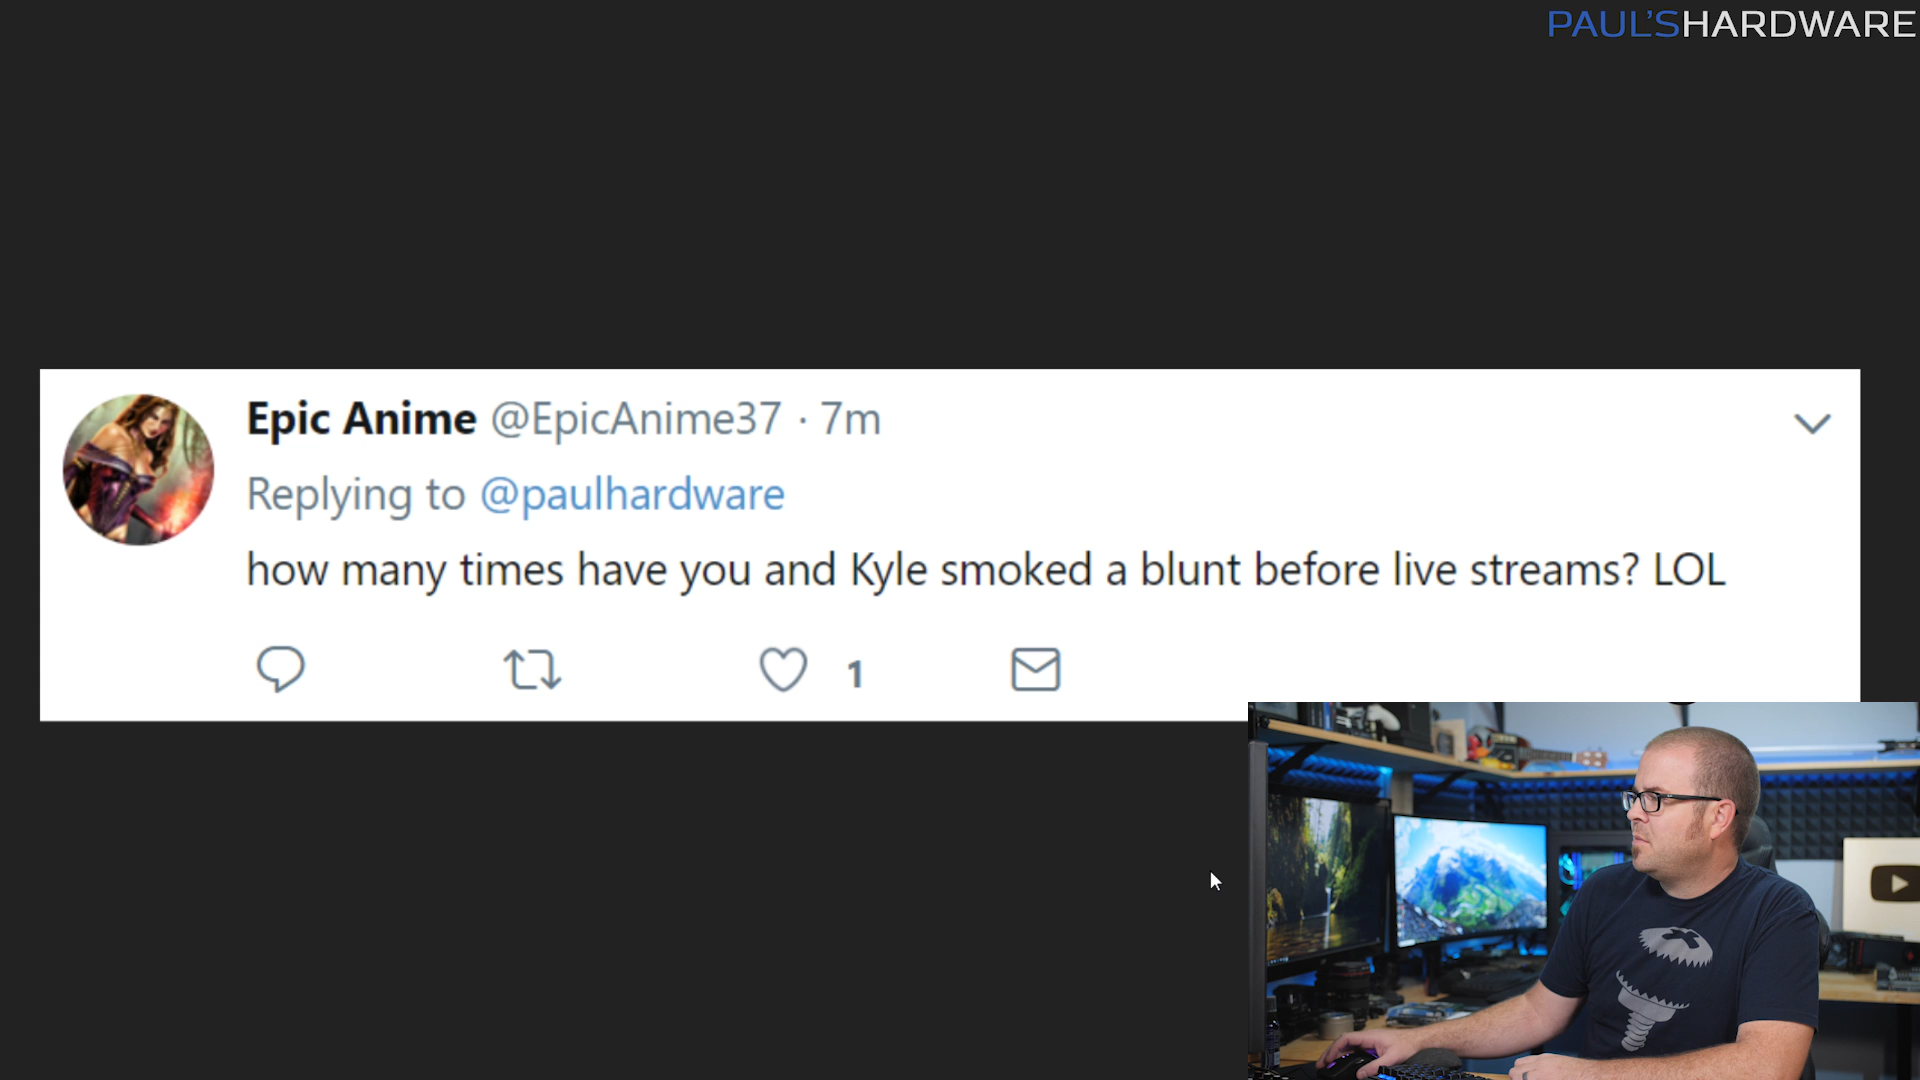 PAUL'SHARDWARE
Epic Anime @EpicAnime37 · 7m
Replying to @paulhardware
how many times have you and Kyle smoked a blunt before live streams? LOL
1